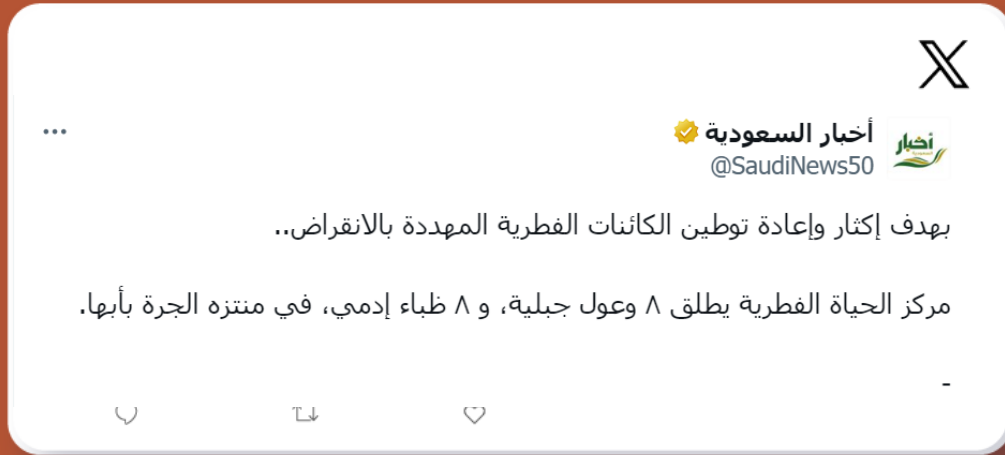 أخبار السعودية
@SaudiNews50
أخبار
بهدف إكثار وإعادة توطين الكائنات الفطرية المهددة بالانقراض..
مركز الحياة الفطرية يطلق ٨ وعول جبلية، و ٨ ظباء إدمي، في منتزه الجرة بأبها.
-